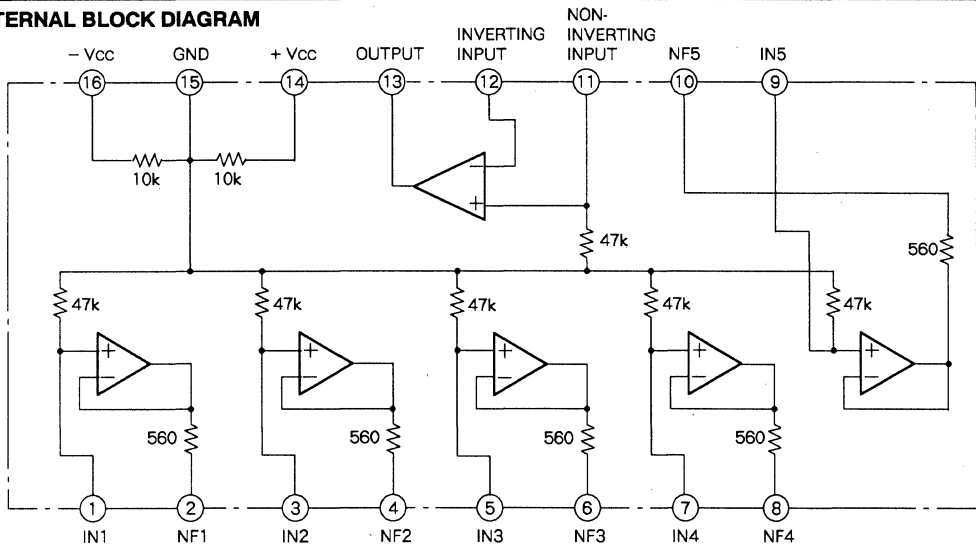 TERNAL BLOCK DIAGRAM
– Vcc
GND
+ Vcc
OUTPUT
INVERTING
INPUT
NON-
INVERTING
INPUT
NF5
IN5
16
15
14
13
12
11
10
9
10k
10k
–
+
47k
560
47k
47k
47k
47k
47k
+
–
+
–
+
–
+
–
+
–
560
560
560
560
1
2
3
4
5
6
7
8
IN1
NF1
IN2
NF2
IN3
NF3
IN4
NF4